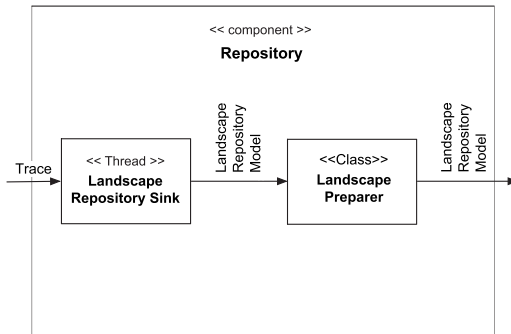 << component >>
Repository
Trace
<< Thread >>
Landscape
Repository Sink
Landscape
Repository
Model
<<Class>>
Landscape
Preparer
Landscape
Repository
Model